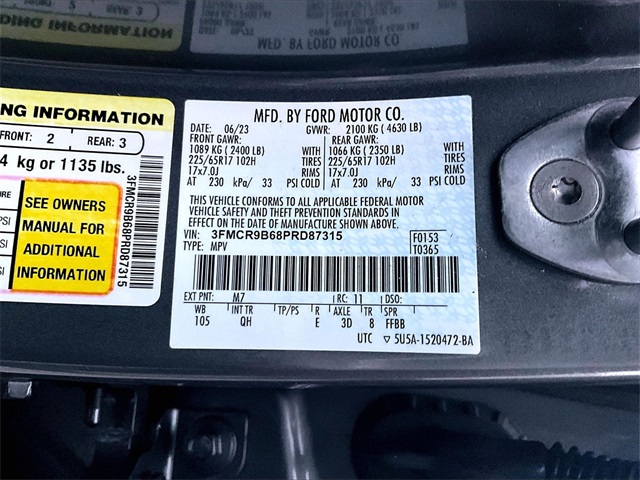 NG INFORMATION
FRONT: 2 REAR: 3
4 kg or 1135 lbs.
SEE OWNERS
MANUAL FOR
ADDITIONAL
INFORMATION
3FMCR9B68PRD87315
MFD. BY FORD MOTOR CO.
DATE: 06/23 GVWR: 2100 KG ( 4630 LB)
FRONT GAWR: REAR GAWR:
1089 KG ( 2400 LB) WITH 1066 KG ( 2350 LB) WITH
225/65R17 102H TIRES 225/65R17 102H TIRES
17x7.0J RIMS 17x7.0J RIMS
AT 230 kPa/ 33 PSI COLD AT 230 kPa/ 33 PSI COLD
THIS VEHICLE CONFORMS TO ALL APPLICABLE FEDERAL MOTOR
VEHICLE SAFETY AND THEFT PREVENTION STANDARDS IN
EFFECT ON THE DATE OF MANUFACTURE SHOWN ABOVE.
VIN: 3FMCR9B68PRD87315 F0153
TYPE: MPV T0365
EXT PNT: M7 RC: 11 DSO:
WB INT TR TP/PS R AXLE TR SPR
105 QH E 3D 8 FFBB
UTC ▽ 5U5A-1520472-BA